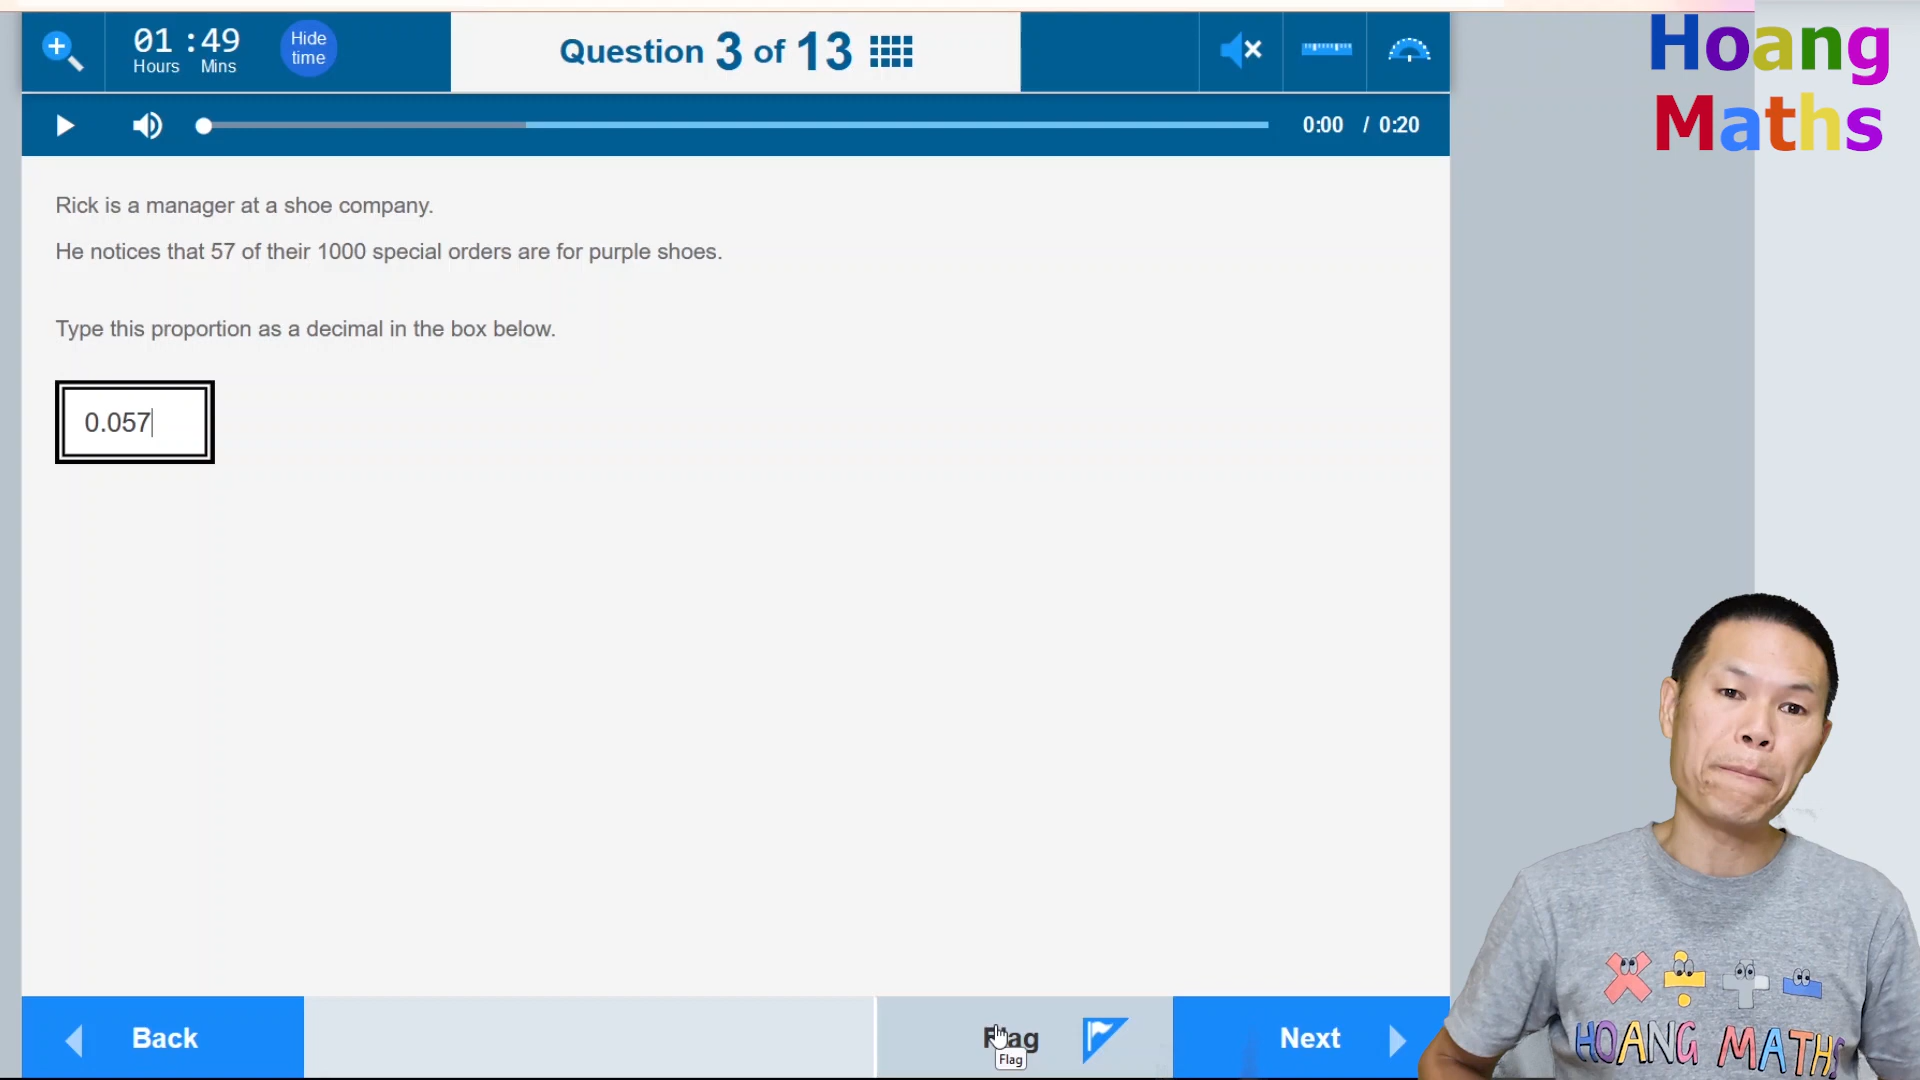 01 : 49
Hours Mins
Hide
time
Question 3 of 13
Hoang
Maths
0:00 / 0:20
Rick is a manager at a shoe company.
He notices that 57 of their 1000 special orders are for purple shoes.
Type this proportion as a decimal in the box below.
0.057
Back
Flag
Next
Flag
HOANG MATHS